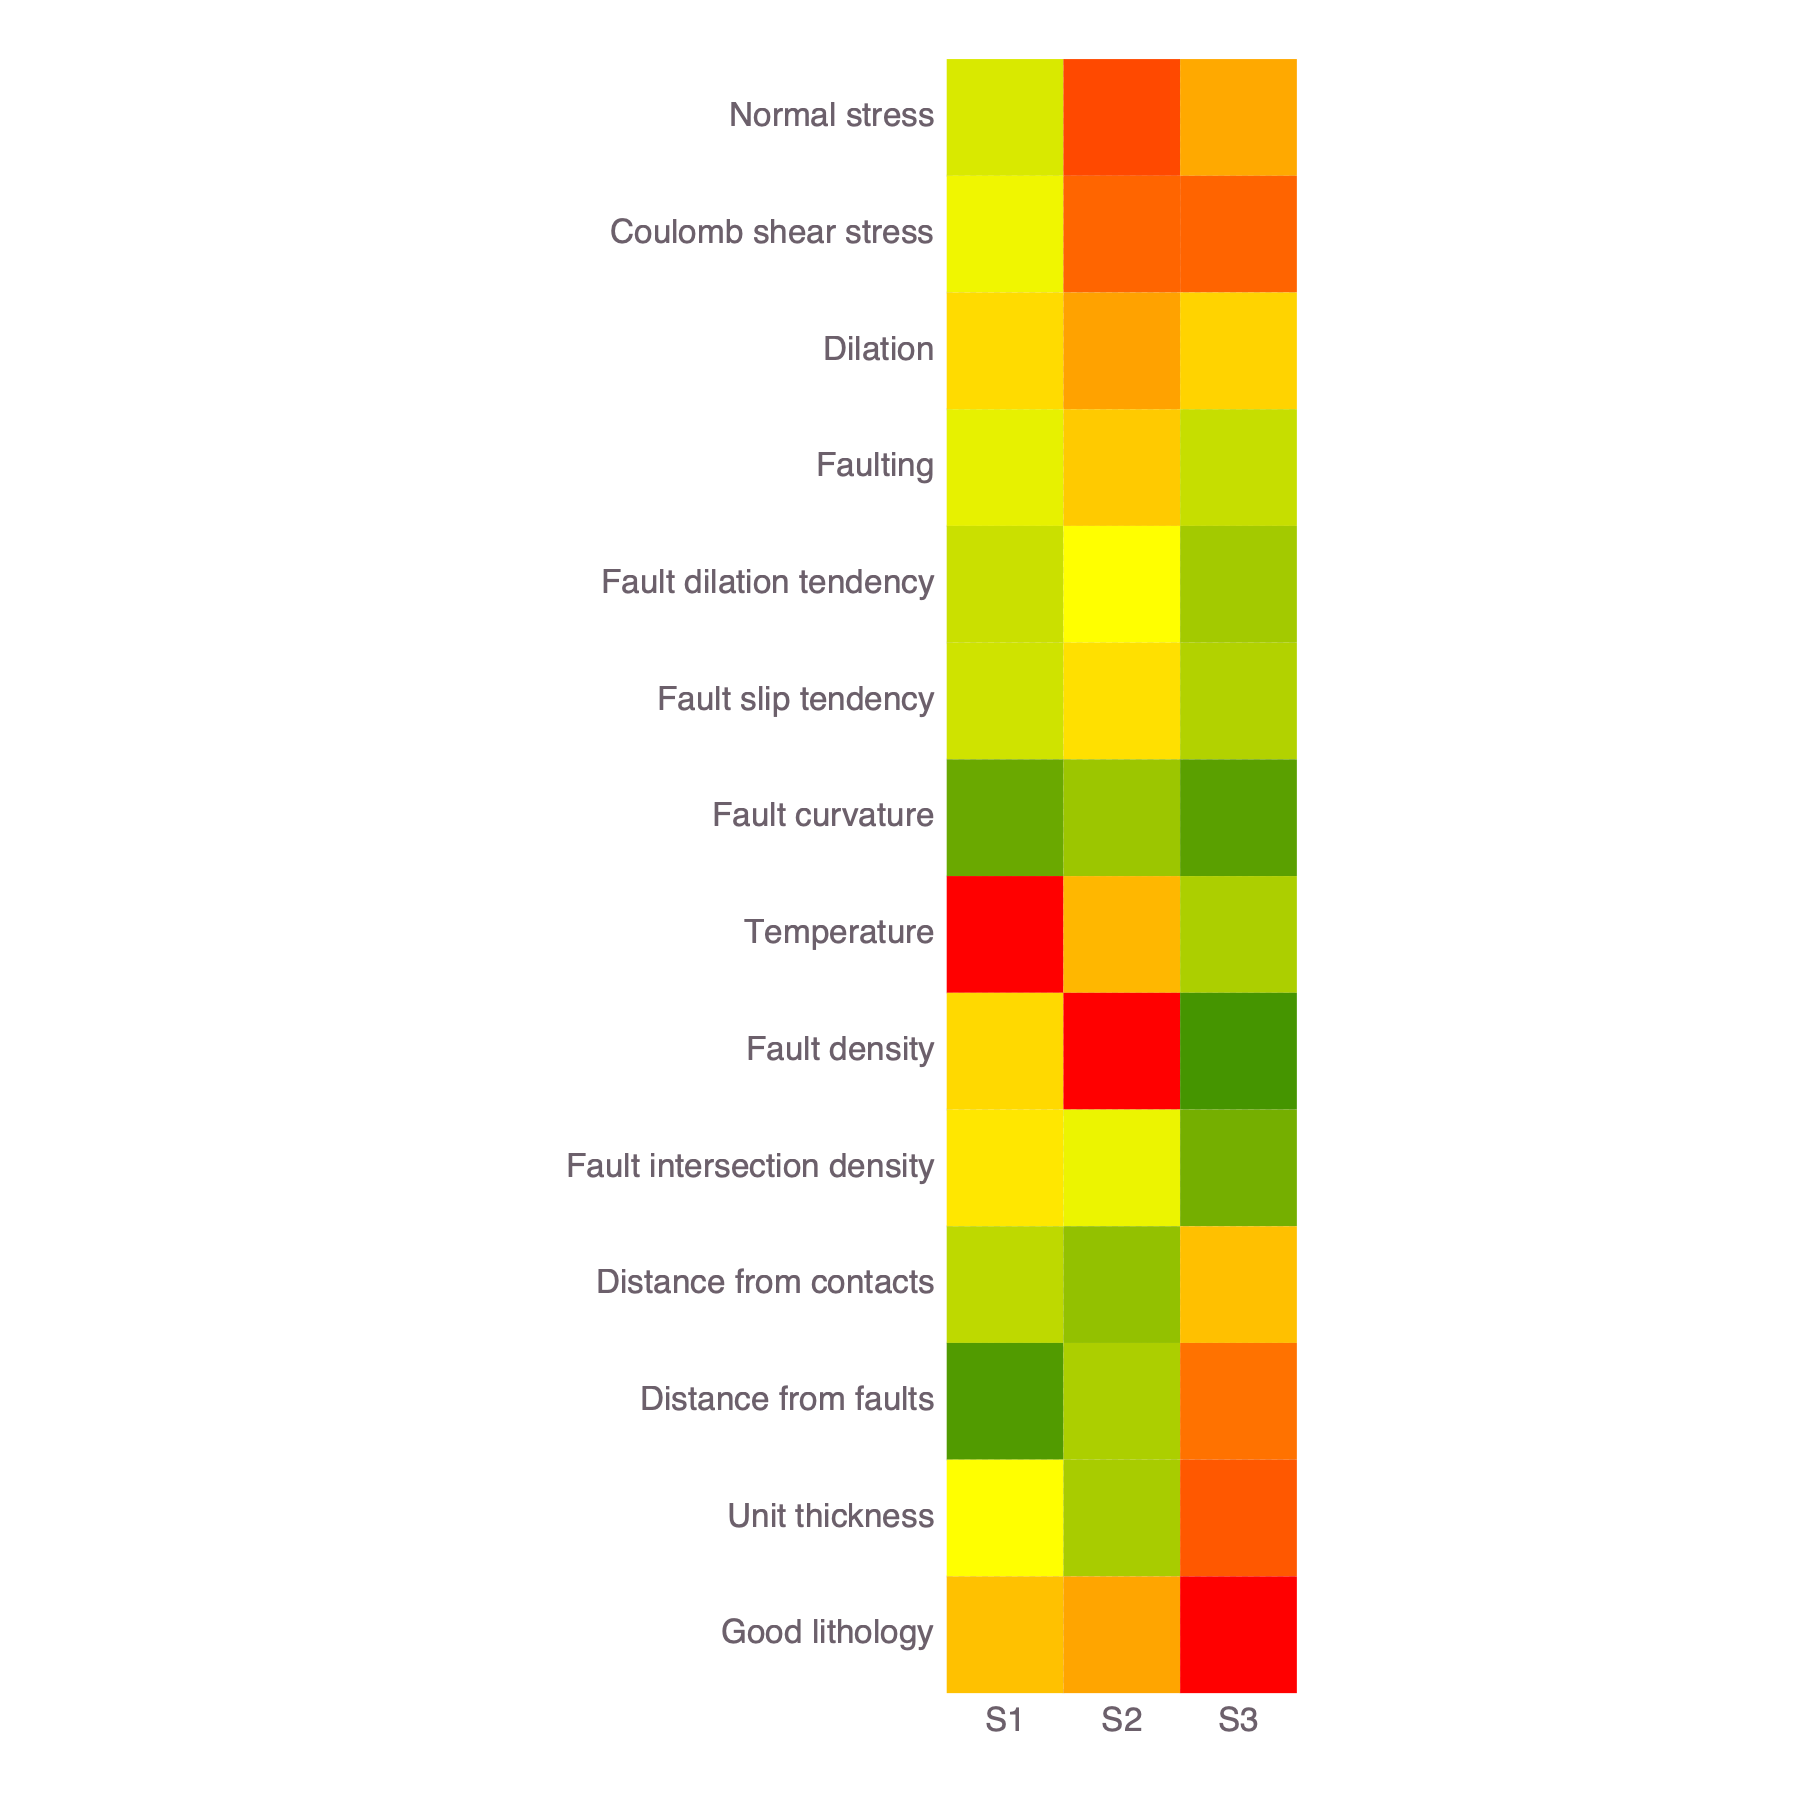 Normal stress
Coulomb shear stress
Dilation
Faulting
Fault dilation tendency
Fault slip tendency
Fault curvature
Temperature
Fault density
Fault intersection density
Distance from contacts
Distance from faults
Unit thickness
Good lithology
S1 S2 S3